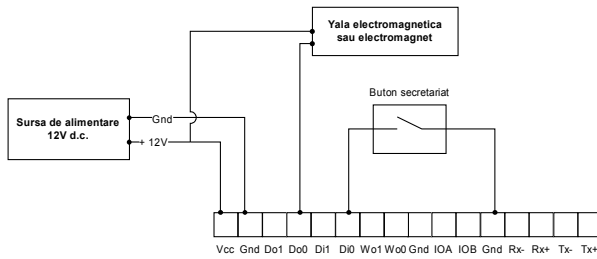 Yala electromagnetica
sau electromagnet
Buton secretariat
Sursa de alimentare
12V d.c.
Gnd
+ 12V
Vcc Gnd Do1 Do0 Di1 Di0 Wo1 Wo0 Gnd IOA IOB Gnd Rx- Rx+ Tx- Tx+